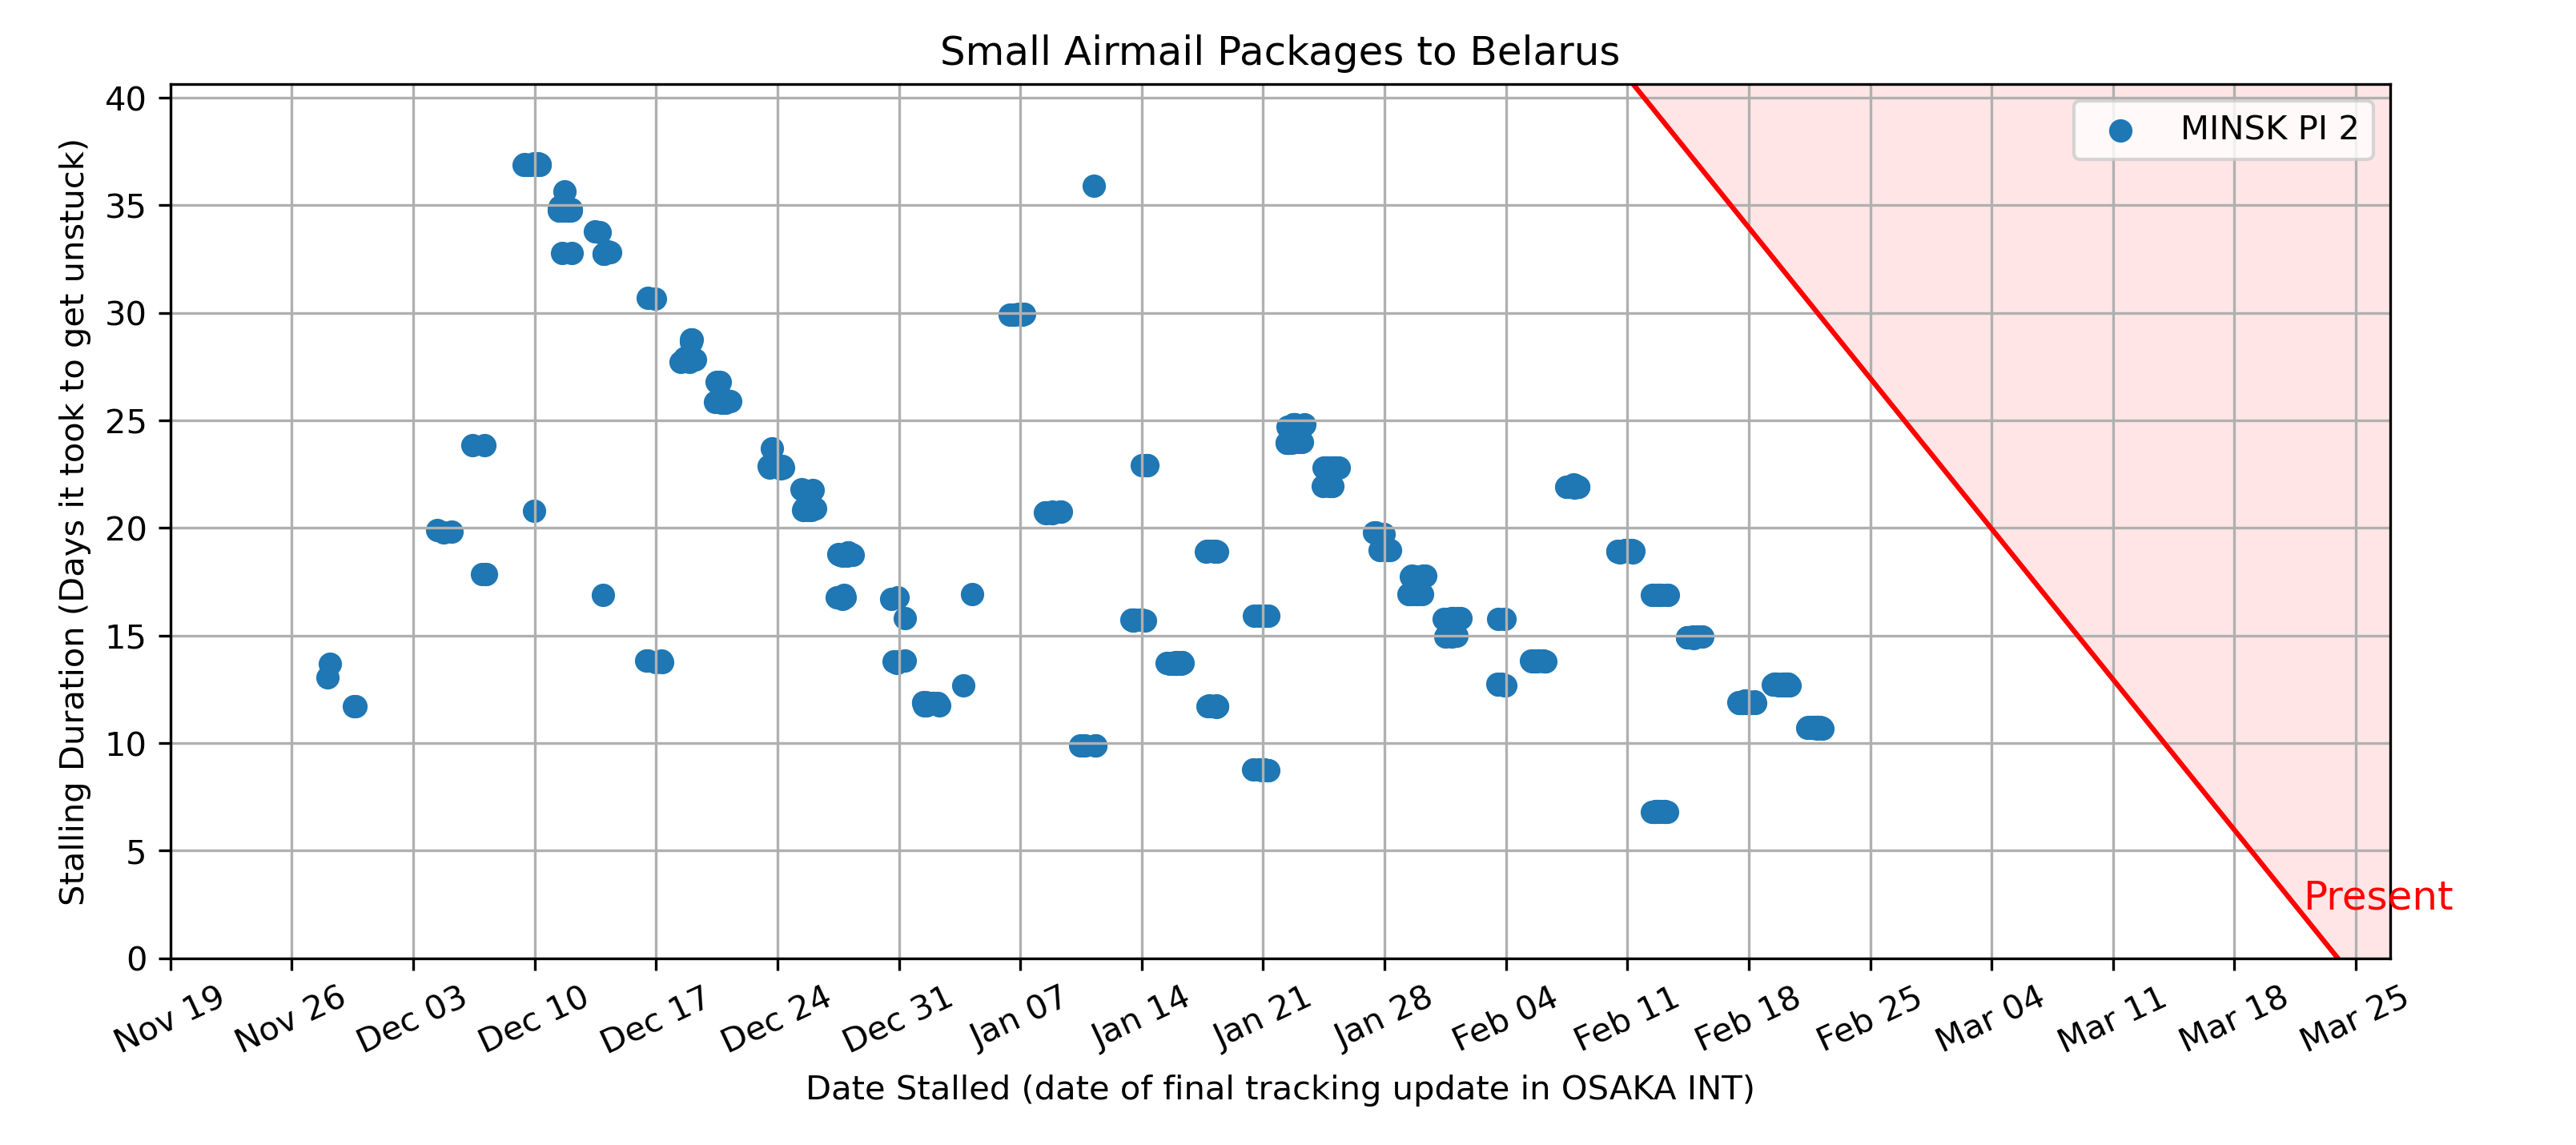 Small Airmail Packages to Belarus
MINSK PI 2
Stalling Duration (Days it took to get unstuck)
40
35
30
25
20
15
10
5
0
Present
Nov 19
Nov 26
Dec 03
Dec 10
Dec 17
Dec 24
Dec 31
Jan 07
Jan 14
Jan 21
Jan 28
Feb 04
Feb 11
Feb 18
Feb 25
Mar 04
Mar 11
Mar 18
Mar 25
Date Stalled (date of final tracking update in OSAKA INT)